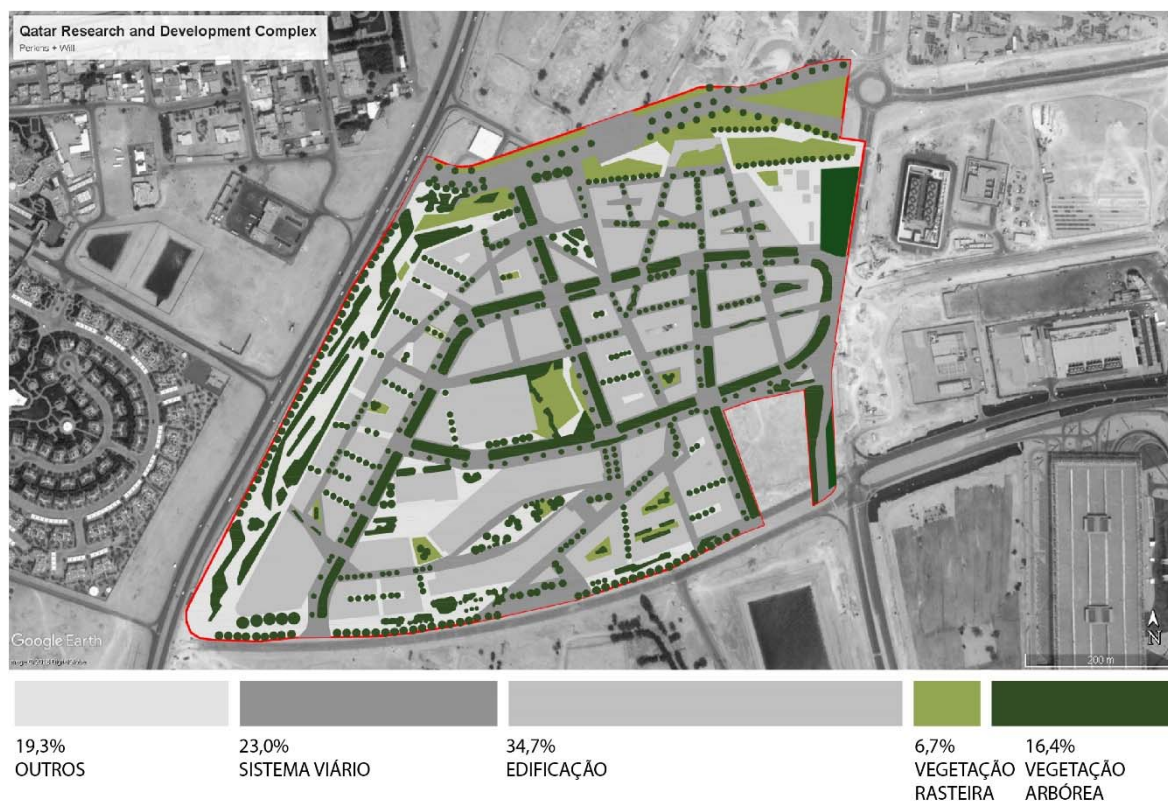 Qatar Research and Development Complex
Perkins + Will
Google Earth
200 m
N
19,3%
OUTROS
23,0%
SISTEMA VIÁRIO
34,7%
EDIFICAÇÃO
6,7%
VEGETAÇÃO
RASTEIRA
16,4%
VEGETAÇÃO
ARBÓREA